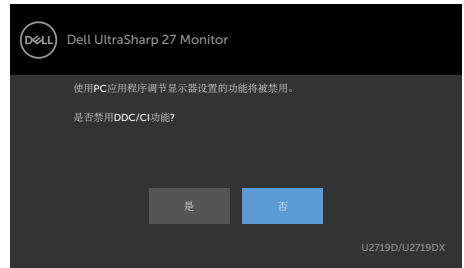 DELL
Dell UltraSharp 27 Monitor
使用PC应用程序调节显示器设置的功能将被禁用。
是否禁用DDC/CI功能?
是 否
U2719D/U2719DX